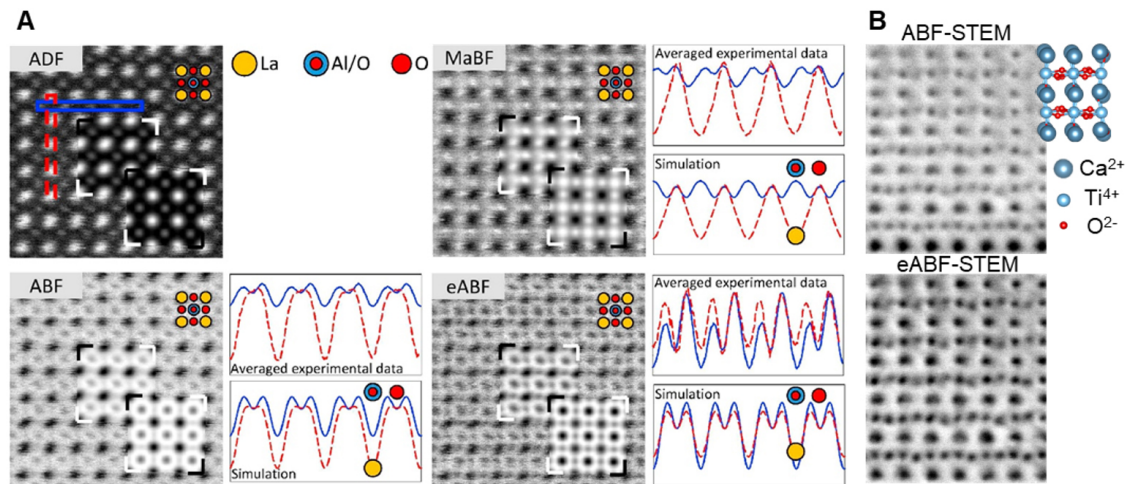 A
B
ADF
La
Al/O
O
MaBF
Averaged experimental data
Simulation
ABF-STEM
Ca2+
Ti4+
O2-
ABF
Averaged experimental data
Simulation
eABF
Averaged experimental data
Simulation
eABF-STEM